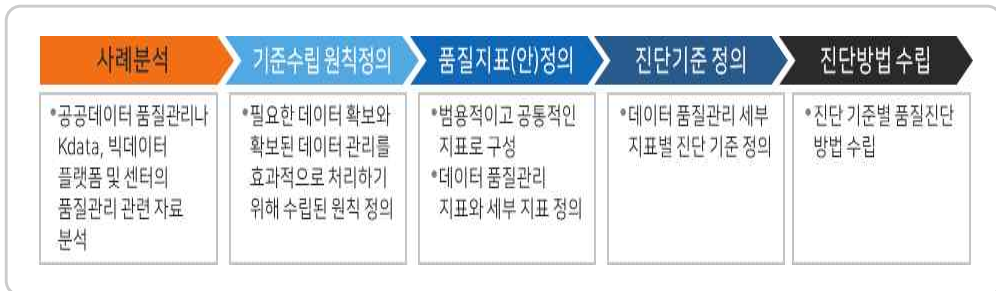 사례분석
기준수립 원칙정의
품질지표(안)정의
진단기준 정의
진단방법 수립
•공공데이터 품질관리나
Kdata, 빅데이터
플랫폼 및 센터의
품질관리 관련 자료
분석
•필요한 데이터 확보와
확보된 데이터 관리를
효과적으로 처리하기
위해 수립된 원칙 정의
•범용적이고 공통적인
지표로 구성
•데이터 품질관리
지표와 세부 지표 정의
•데이터 품질관리 세부
지표별 진단 기준 정의
•진단 기준별 품질진단
방법 수립